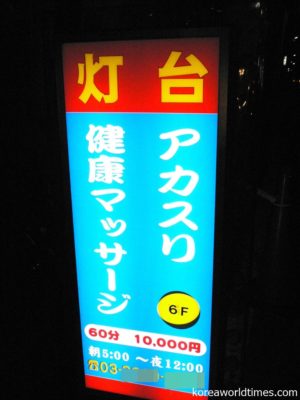 灯台
アカスリ
健康マッサージ
6F
60分 10,000円
朝5:00 ～夜12:00
☎03-
koreaworldtimes.com